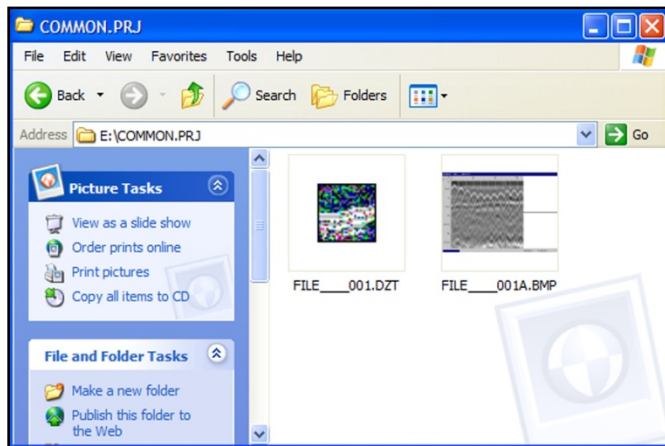 COMMON.PRJ
File Edit View Favorites Tools Help
Back Search Folders
Address E:\COMMON.PRJ Go
Picture Tasks
View as a slide show
Order prints online
Print pictures
Copy all items to CD
File and Folder Tasks
Make a new folder
Publish this folder to
the Web
FILE____001.DZT FILE____001A.BMP